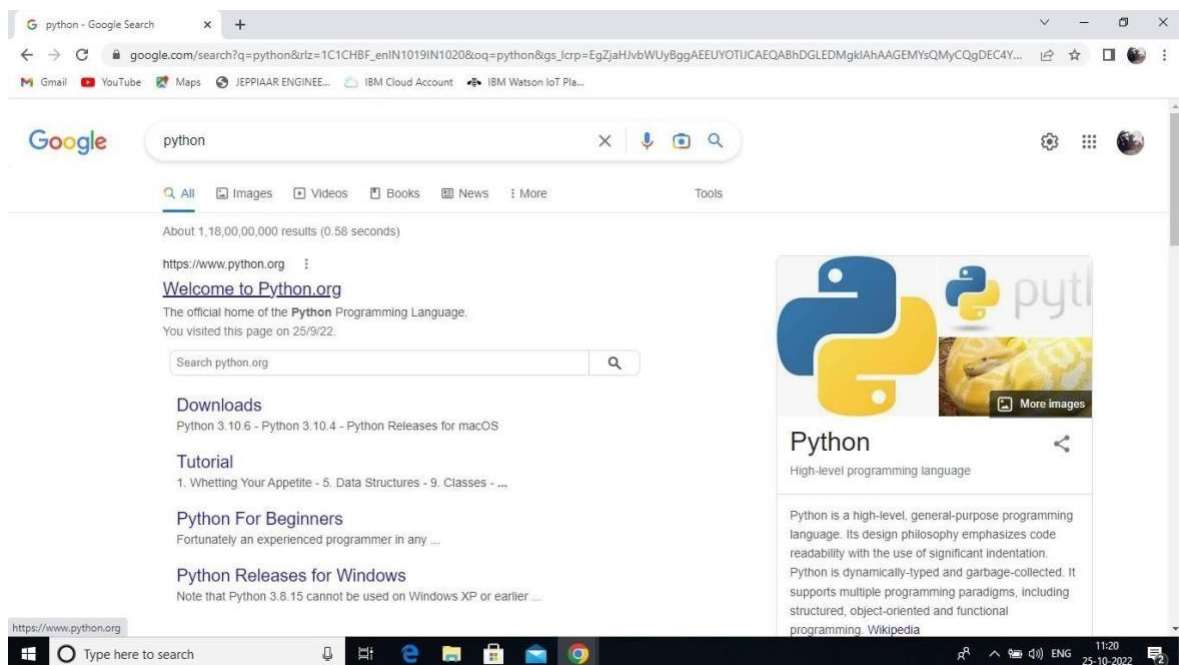 python - Google Search
google.com/search?q=python&rlz=1C1CHBF_enIN1019IN1020&oq=python&gs_lcrp=EgZjaHJvbWUyBggAEEUYOTIJCAEQABhDGLEDMgkIAhAAGEMYsQMyCQgDEC4Y...
Gmail YouTube Maps JEPPIAAR ENGINEE... IBM Cloud Account IBM Watson IoT Pla...
Google
python
All Images Videos Books News More Tools
About 1,18,00,00,000 results (0.58 seconds)
https://www.python.org
Welcome to Python.org
The official home of the Python Programming Language.
You visited this page on 25/9/22.
Search python.org
Downloads
Python 3.10.6 - Python 3.10.4 - Python Releases for macOS
Tutorial
1. Whetting Your Appetite - 5. Data Structures - 9. Classes - ...
Python For Beginners
Fortunately an experienced programmer in any ...
Python Releases for Windows
Note that Python 3.8.15 cannot be used on Windows XP or earlier ...
pyt
More images
Python
High-level programming language
Python is a high-level, general-purpose programming
language. Its design philosophy emphasizes code
readability with the use of significant indentation.
Python is dynamically-typed and garbage-collected. It
supports multiple programming paradigms, including
structured, object-oriented and functional
programming. Wikipedia
https://www.python.org
Type here to search
ENG
11:20
25-10-2022
2